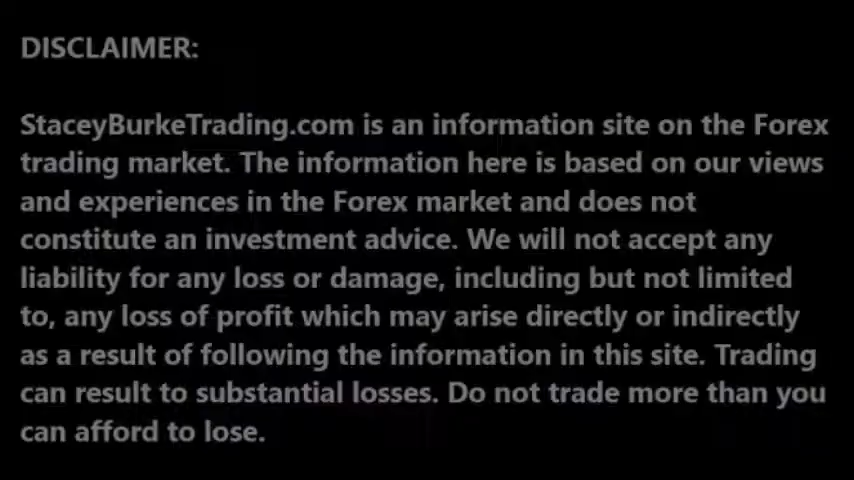 DISCLAIMER:
StaceyBurkeTrading.com is an information site on the Forex
trading market. The information here is based on our views
and experiences in the Forex market and does not
constitute an investment advice. We will not accept any
liability for any loss or damage, including but not limited
to, any loss of profit which may arise directly or indirectly
as a result of following the information in this site. Trading
can result to substantial losses. Do not trade more than you
can afford to lose.